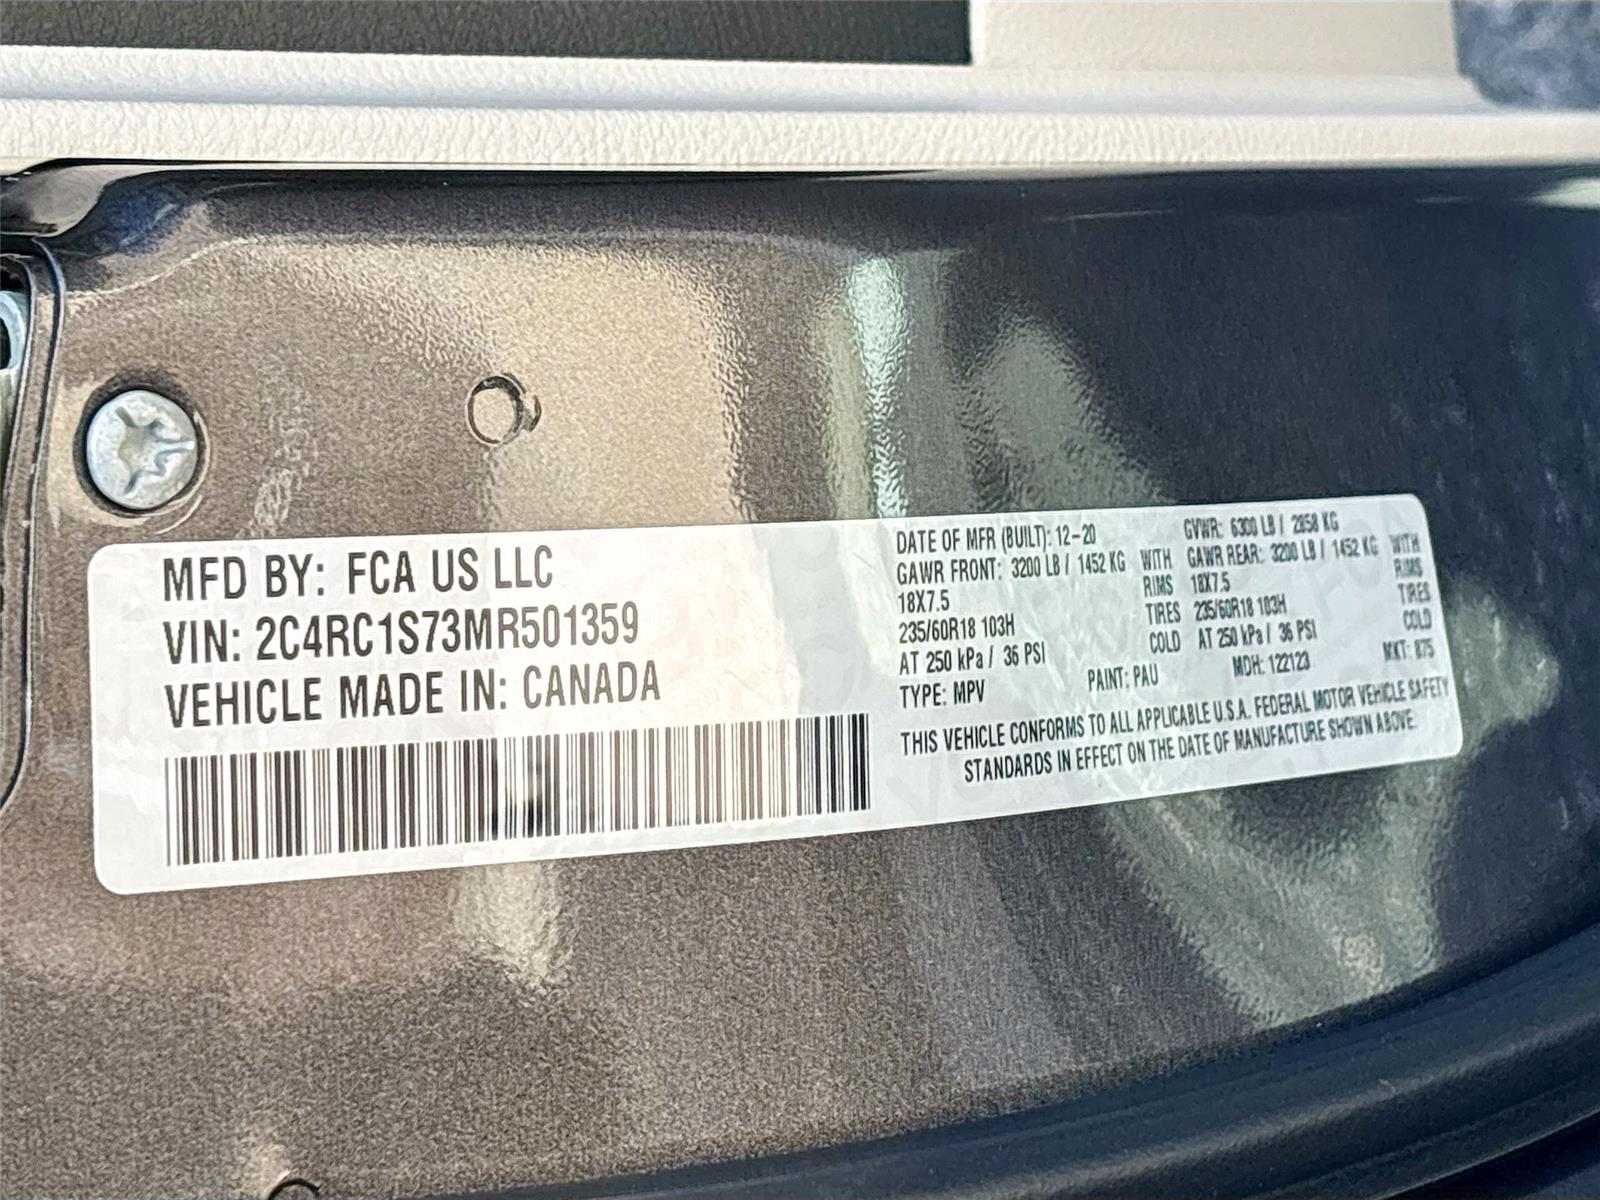 MFD BY: FCA US LLC
VIN: 2C4RC1S73MR501359
VEHICLE MADE IN: CANADA
DATE OF MFR (BUILT): 12-20 GVWR: 6300 LB / 2858 KG
GAWR FRONT: 3200 LB / 1452 KG WITH GAWR REAR: 3200 LB / 1452 KG WITH
18X7.5 RIMS 18X7.5 RIMS
235/60R18 103H TIRES 235/60R18 103H TIRES
AT 250 kPa / 36 PSI COLD AT 250 kPa / 36 PSI COLD
TYPE: MPV PAINT: PAU MDH: 122123 MKT: 875
THIS VEHICLE CONFORMS TO ALL APPLICABLE U.S.A. FEDERAL MOTOR VEHICLE SAFETY
STANDARDS IN EFFECT ON THE DATE OF MANUFACTURE SHOWN ABOVE.